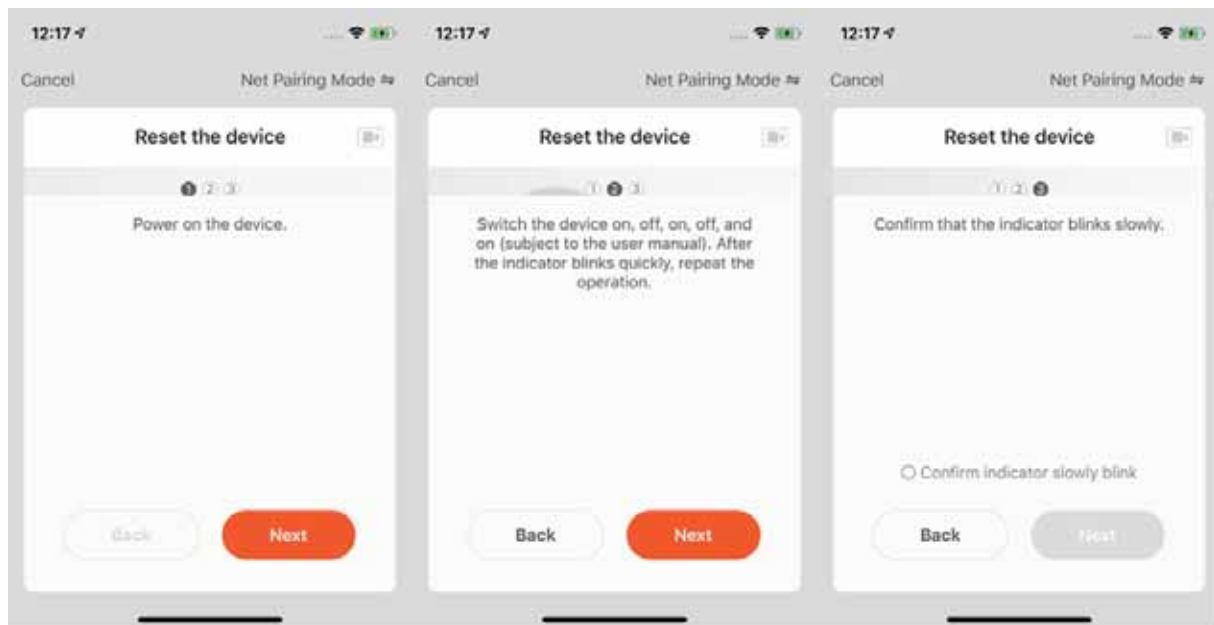 12:17
Cancel
Net Pairing Mode
Reset the device
1 2 3
Power on the device.
Back
Next
12:17
Cancel
Net Pairing Mode
Reset the device
1 2 3
Switch the device on, off, on, off, and
on (subject to the user manual). After
the indicator blinks quickly, repeat the
operation.
Back
Next
12:17
Cancel
Net Pairing Mode
Reset the device
1 2 3
Confirm that the indicator blinks slowly.
Confirm indicator slowly blink
Back
Next